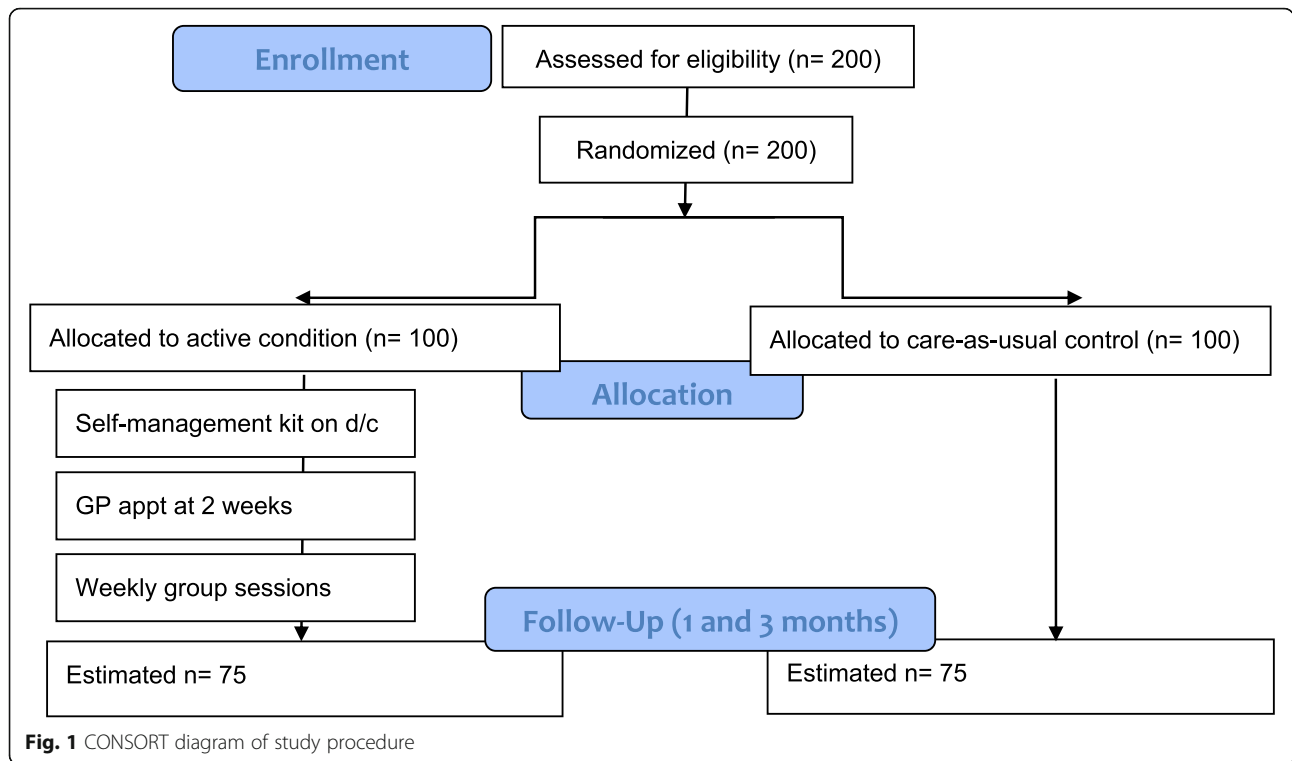 Enrollment
Assessed for eligibility (n= 200)
Randomized (n= 200)
Allocated to active condition (n= 100)
Allocated to care-as-usual control (n= 100)
Allocation
Self-management kit on d/c
GP appt at 2 weeks
Weekly group sessions
Follow-Up (1 and 3 months)
Estimated n= 75
Estimated n= 75
Fig. 1 CONSORT diagram of study procedure